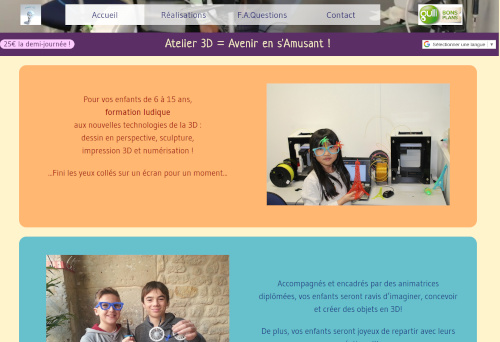 Accueil
Réalisations
F.A.Questions
Contact
gulli
BONS PLANS
25€ la demi-journée !
Atelier 3D = Avenir en s'Amusant !
Sélectionner une langue
Pour vos enfants de 6 à 15 ans,
formation ludique
aux nouvelles technologies de la 3D :
dessin en perspective, sculpture,
impression 3D et numérisation !
...Fini les yeux collés sur un écran pour un moment...
Accompagnés et encadrés par des animatrices
diplômées, vos enfants seront ravis d'imaginer, concevoir
et créer des objets en 3D!
De plus, vos enfants seront joyeux de repartir avec leurs